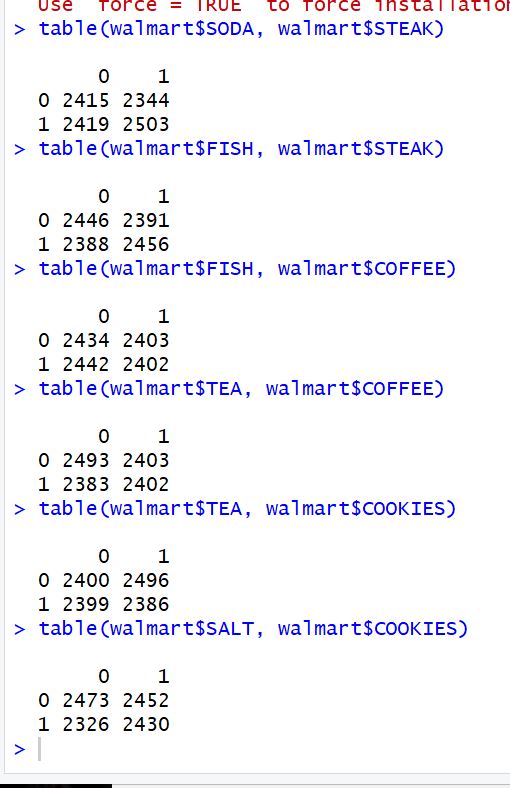 Use `force = TRUE` to force installation
> table(walmart$SODA, walmart$STEAK)
0 1
0 2415 2344
1 2419 2503
> table(walmart$FISH, walmart$STEAK)
0 1
0 2446 2391
1 2388 2456
> table(walmart$FISH, walmart$COFFEE)
0 1
0 2434 2403
1 2442 2402
> table(walmart$TEA, walmart$COFFEE)
0 1
0 2493 2403
1 2383 2402
> table(walmart$TEA, walmart$COOKIES)
0 1
0 2400 2496
1 2399 2386
> table(walmart$SALT, walmart$COOKIES)
0 1
0 2473 2452
1 2326 2430
>